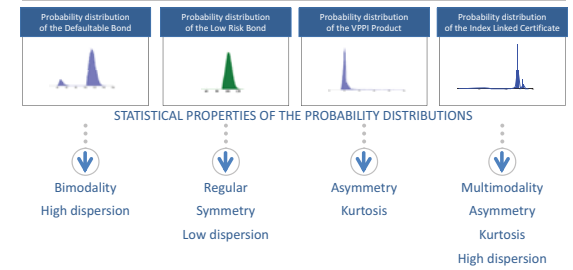 Probability distribution
of the Defaultable Bond
Probability distribution
of the Low Risk Bond
Probability distribution
of the VPPI Product
Probability distribution
of the Index Linked Certificate
STATISTICAL PROPERTIES OF THE PROBABILITY DISTRIBUTIONS
Bimodality
High dispersion
Regular
Symmetry
Low dispersion
Asymmetry
Kurtosis
Multimodality
Asymmetry
Kurtosis
High dispersion